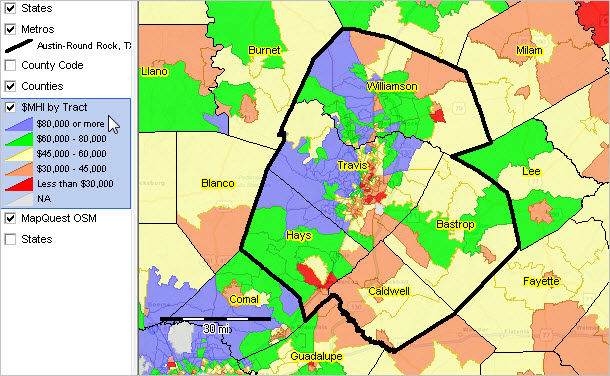 States
Metros
Austin-Round Rock, TX
County Code
Counties
$MHI by Tract
$80,000 or more
$60,000 - 80,000
$45,000 - 60,000
$30,000 - 45,000
Less than $30,000
NA
MapQuest OSM
States
Burnet
Milam
Llano
Williamson
Travis
Lee
Blanco
Bastrop
Hays
Fayette
Caldwell
Comal
30 mi
Guadalupe